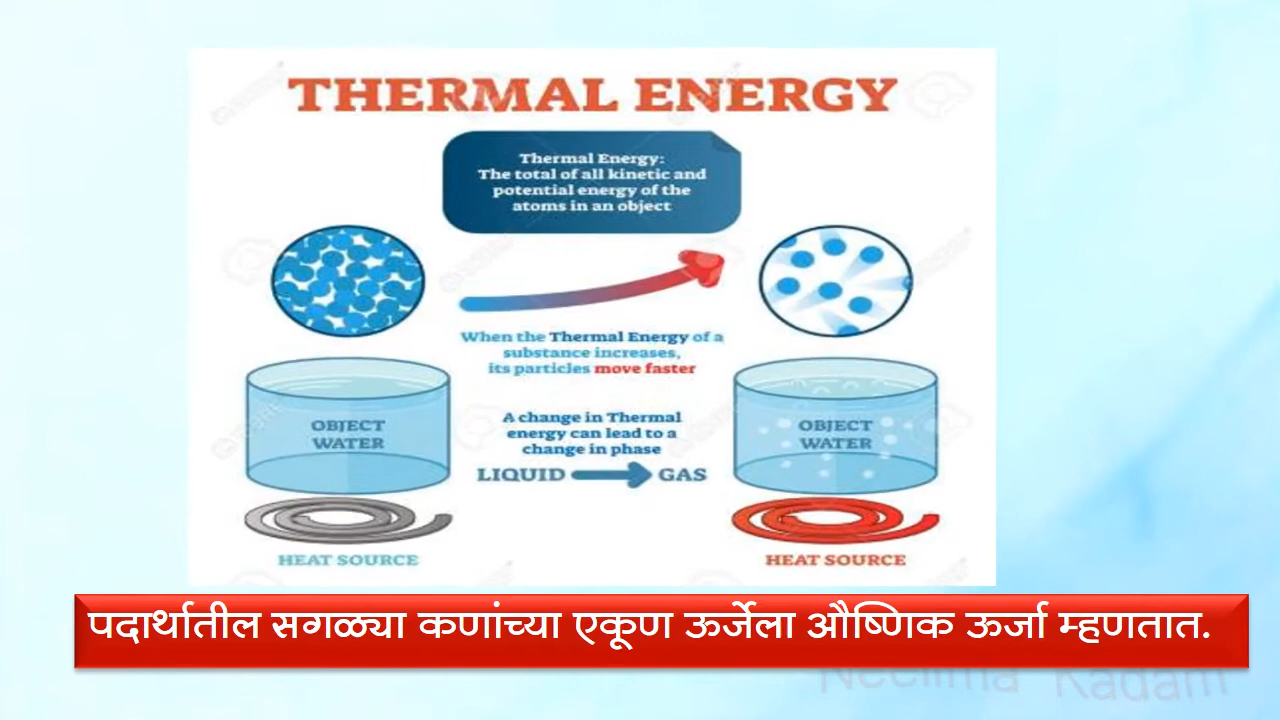 THERMAL ENERGY
Thermal Energy:
The total of all kinetic and
potential energy of the
atoms in an object
When the Thermal Energy of a
substance increases,
its particles move faster
OBJECT
WATER
A change in Thermal
energy can lead to a
change in phase
LIQUID GAS
OBJECT
WATER
HEAT SOURCE
HEAT SOURCE
पदार्थातील सगळ्या कणांच्या एकूण ऊर्जेला औष्णिक ऊर्जा म्हणतात.
Neelima Kadam